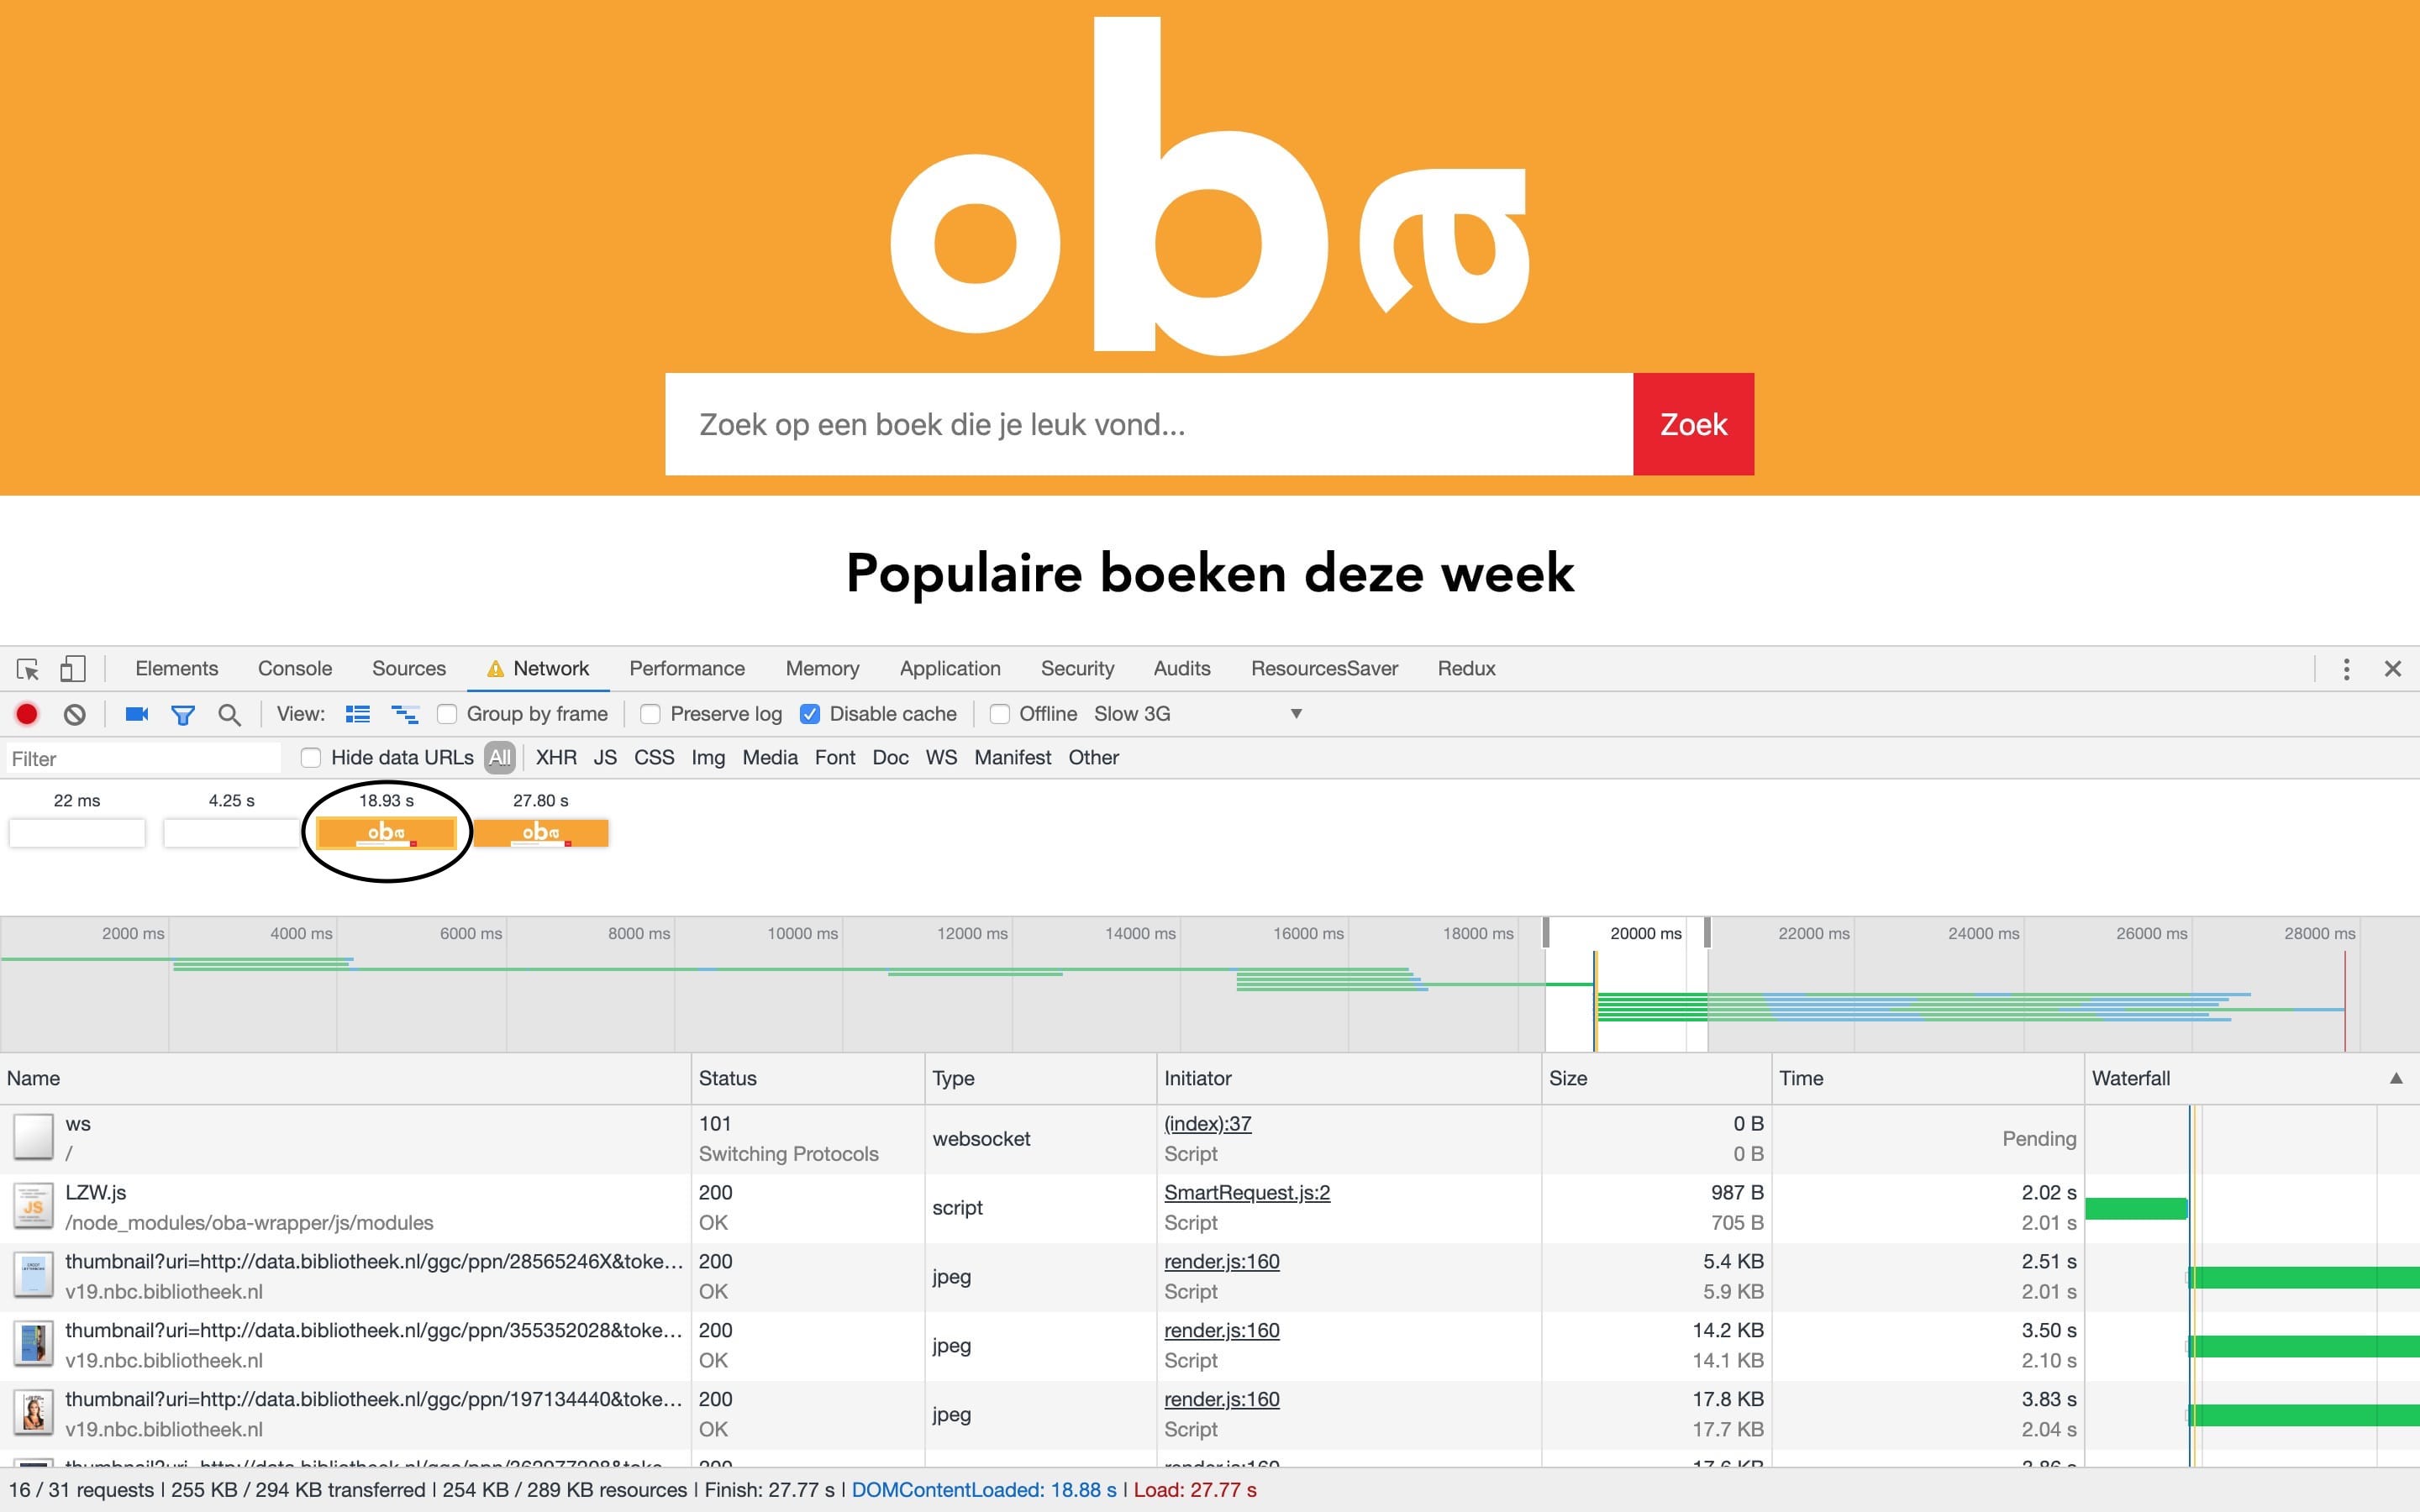 oba
Zoek op een boek die je leuk vond...
Zoek
Populaire boeken deze week
Elements Console Sources Network Performance Memory Application Security Audits ResourcesSaver Redux
View: Group by frame Preserve log Disable cache Offline Slow 3G
Filter Hide data URLs All XHR JS CSS Img Media Font Doc WS Manifest Other
22 ms 4.25 s 18.93 s 27.80 s
oba oba
2000 ms 4000 ms 6000 ms 8000 ms 10000 ms 12000 ms 14000 ms 16000 ms 18000 ms 20000 ms 22000 ms 24000 ms 26000 ms 28000 ms
Name Status Type Initiator Size Time Waterfall
ws 101 websocket (index):37 0 B Pending
/ Switching Protocols Script 0 B
LZW.js 200 script SmartRequest.js:2 987 B 2.02 s
JS
/node_modules/oba-wrapper/js/modules OK Script 705 B 2.01 s
thumbnail?uri=http://data.bibliotheek.nl/ggc/ppn/28565246X&toke... 200 jpeg render.js:160 5.4 KB 2.51 s
v19.nbc.bibliotheek.nl OK Script 5.9 KB 2.01 s
thumbnail?uri=http://data.bibliotheek.nl/ggc/ppn/355352028&toke... 200 jpeg render.js:160 14.2 KB 3.50 s
v19.nbc.bibliotheek.nl OK Script 14.1 KB 2.10 s
thumbnail?uri=http://data.bibliotheek.nl/ggc/ppn/197134440&toke... 200 jpeg render.js:160 17.8 KB 3.83 s
v19.nbc.bibliotheek.nl OK Script 17.7 KB 2.04 s
16 / 31 requests | 255 KB / 294 KB transferred | 254 KB / 289 KB resources | Finish: 27.77 s | DOMContentLoaded: 18.88 s | Load: 27.77 s